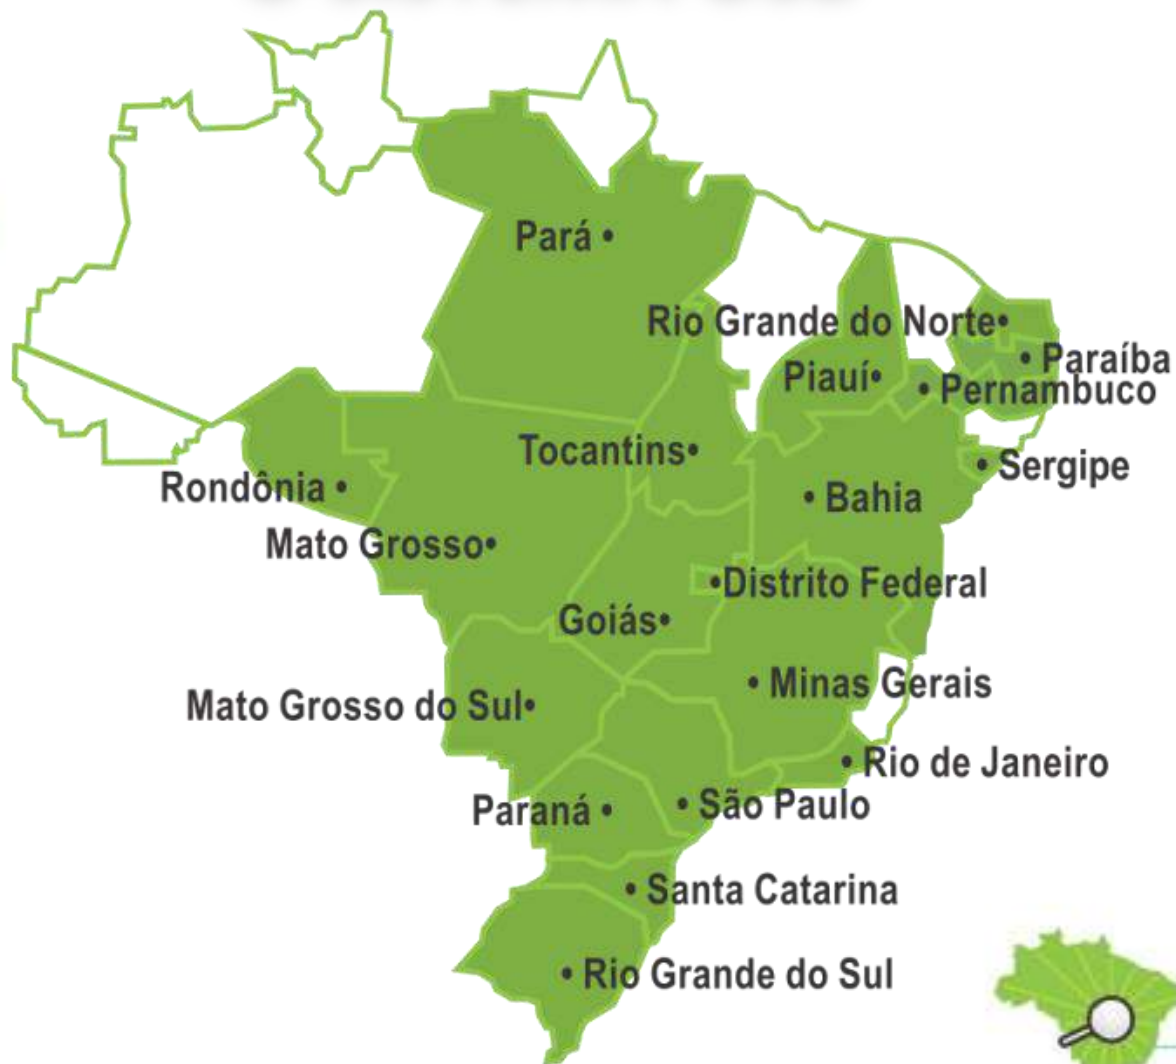 Pará
Rio Grande do Norte
Paraíba
Piauí
Pernambuco
Tocantins
Sergipe
Rondônia
Bahia
Mato Grosso
Distrito Federal
Goiás
Minas Gerais
Mato Grosso do Sul
Rio de Janeiro
São Paulo
Paraná
Santa Catarina
Rio Grande do Sul